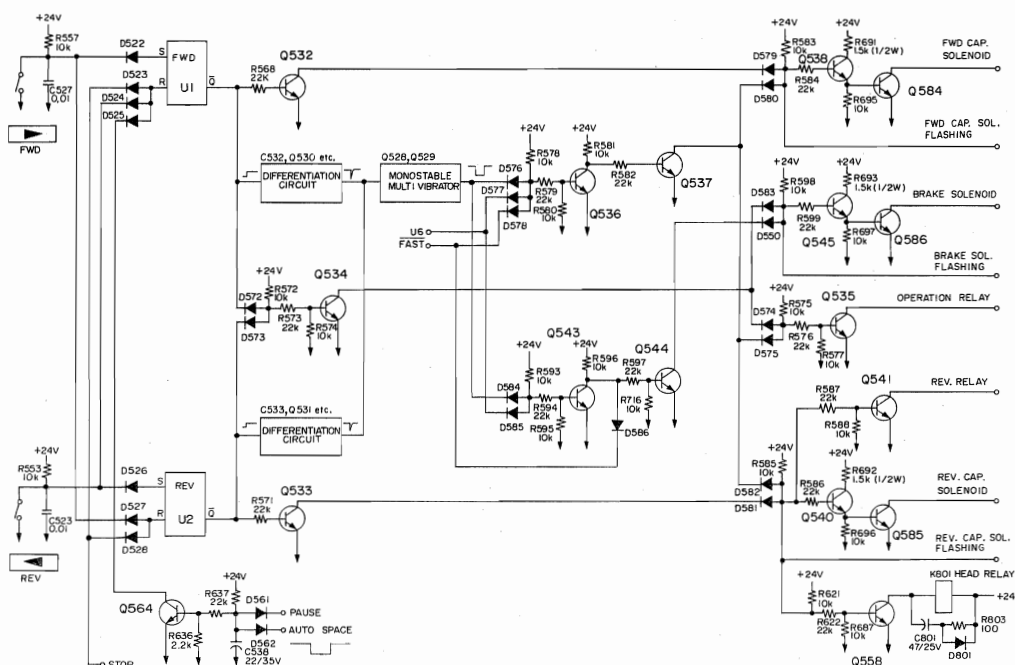 +24V
R557
10k
D522
S
FWD
D523
R
Q̄
D524
U1
D525
C527
0.01
FWD
Q532
R568
22K
+24V
R583
10k
D579
Q538
R691
1.5k (1/2W)
R584
22k
D580
R695
10k
Q584
FWD CAP.
SOLENOID
FWD CAP. SOL.
FLASHING
C532, Q530 etc.
DIFFERENTIATION
CIRCUIT
Q528, Q529
MONOSTABLE
MULTI VIBRATOR
+24V
R578
10k
D576
D577
R579
22k
R580
10k
D578
+24V
R581
10k
R582
22k
Q536
Q537
U6
FAST
+24V
R598
10k
D583
R693
1.5k (1/2W)
R599
22k
D550
R697
10k
Q545
Q586
BRAKE SOLENOID
BRAKE SOL.
FLASHING
+24V
Q534
R572
10k
D572
R573
22k
R574
10k
D573
+24V
R575
10k
Q535
D574
R576
22k
D575
R577
10k
OPERATION RELAY
Q543
+24V
R593
10k
+24V
R596
10k
Q544
R597
22k
D584
R594
22k
D585
R595
10k
R716
10k
D586
C533, Q531 etc.
DIFFERENTIATION
CIRCUIT
R587
22k
Q541
R588
10k
REV. RELAY
+24V
R553
10k
D526
S
REV
D527
R
Q̄
U2
D528
C523
0.01
REV
R571
22k
Q533
+24V
R585
10k
D582
D581
R586
22k
+24V
R692
1.5k (1/2W)
Q540
R696
10k
Q585
REV. CAP.
SOLENOID
REV. CAP. SOL.
FLASHING
+24V
Q564
R637
22k
D561
PAUSE
AUTO SPACE
D562
R636
2.2k
C538
22/35V
STOP
+24V
R621
10k
R622
22k
R687
10k
Q558
K801 HEAD RELAY
+24
R803
100
C801
47/25V
D801